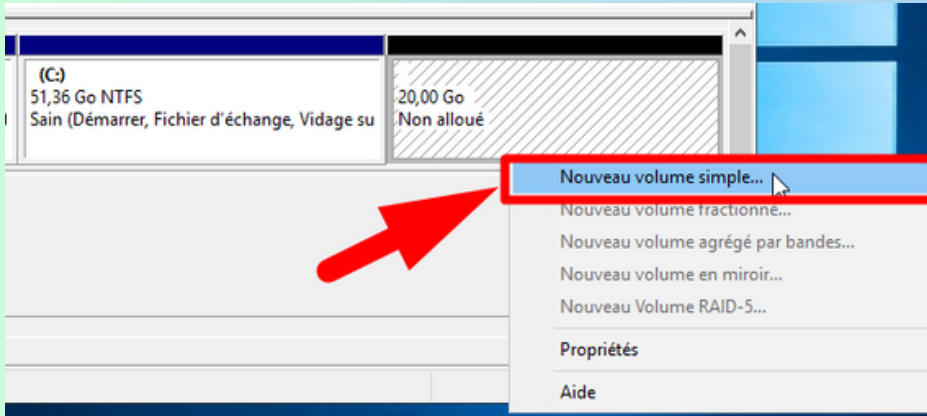 (C:)
51,36 Go NTFS
Sain (Démarrer, Fichier d'échange, Vidage su
20,00 Go
Non alloué
Nouveau volume simple...
Nouveau volume fractionné...
Nouveau volume agrégé par bandes...
Nouveau volume en miroir...
Nouveau Volume RAID-5...
Propriétés
Aide